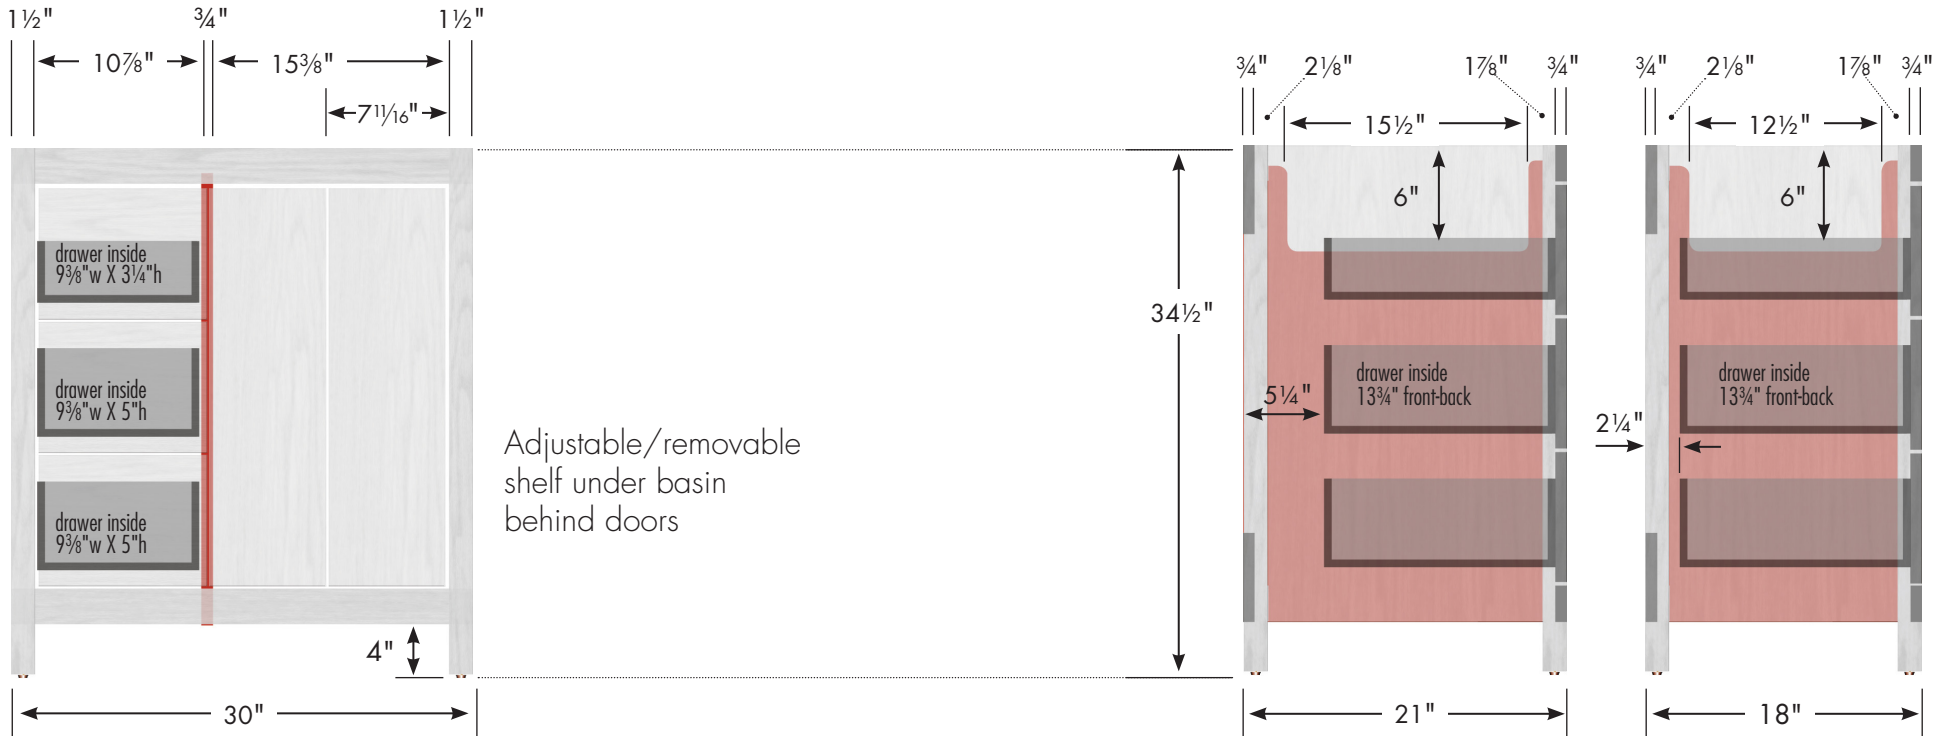 1½" ¾" 1½"
10⅞" 15⅜"
7 11/16"
drawer inside
9⅜"w X 3¼"h
drawer inside
9⅜"w X 5"h
drawer inside
9⅜"w X 5"h
4"
30"
Adjustable/removable
shelf under basin
behind doors
34½"
¾" 2⅛" 1⅞" ¾"
15½"
6"
drawer inside
13¾" front-back
5¼"
21"
¾" 2⅛" 1⅞" ¾"
12½"
6"
drawer inside
13¾" front-back
2¼"
18"